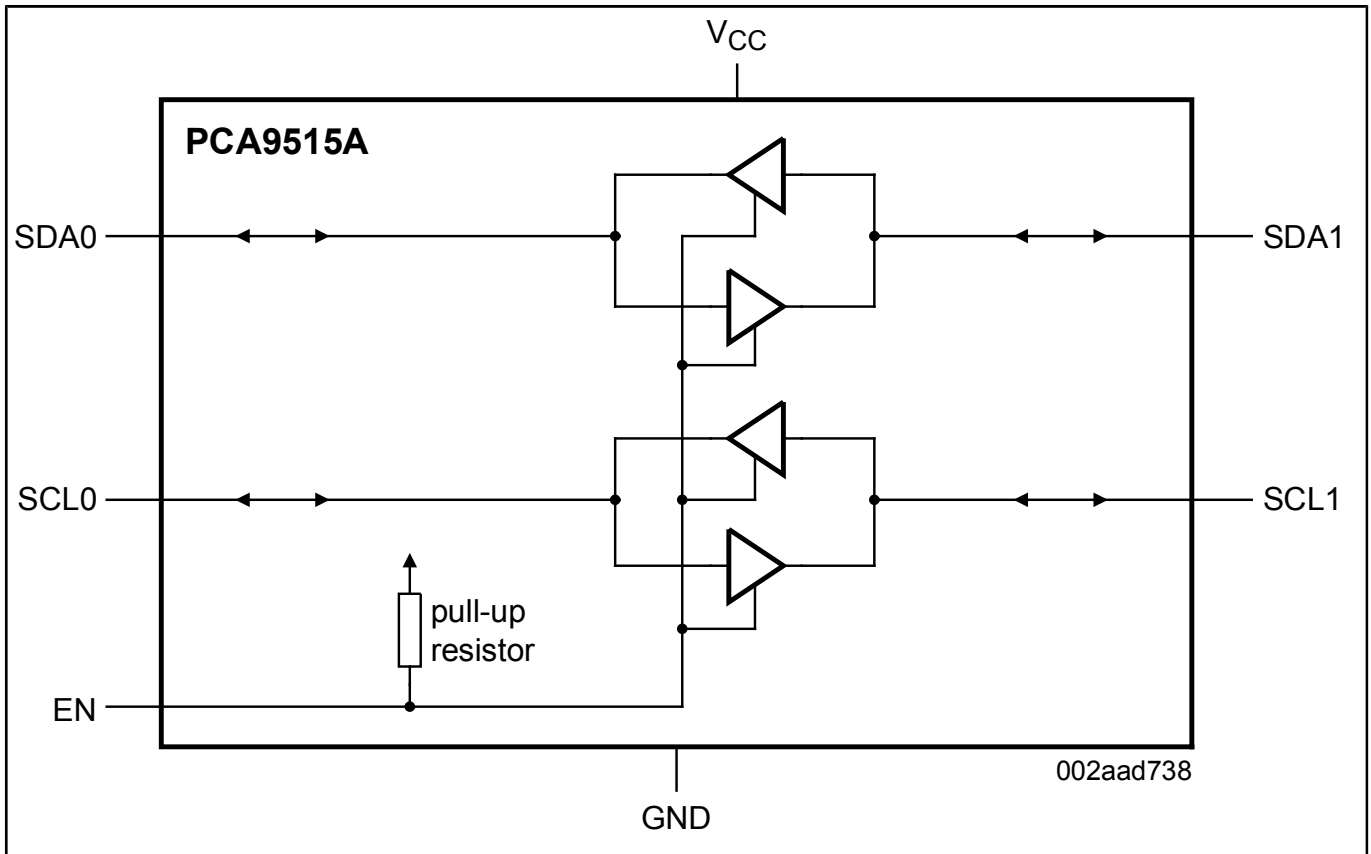 VCC
PCA9515A
SDA0
SDA1
SCL0
SCL1
pull-up
resistor
EN
002aad738
GND